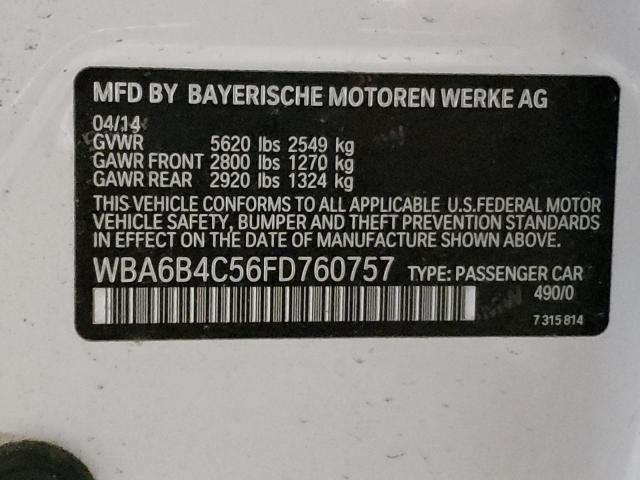 MFD BY BAYERISCHE MOTOREN WERKE AG
04/14
GVWR 5620 lbs 2549 kg
GAWR FRONT 2800 lbs 1270 kg
GAWR REAR 2920 lbs 1324 kg
THIS VEHICLE CONFORMS TO ALL APPLICABLE U.S.FEDERAL MOTOR
VEHICLE SAFETY, BUMPER AND THEFT PREVENTION STANDARDS
IN EFFECT ON THE DATE OF MANUFACTURE SHOWN ABOVE.
WBA6B4C56FD760757 TYPE: PASSENGER CAR
490/0
7 315 814